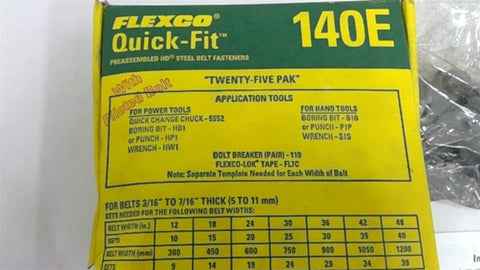 FLEXCO®
Quick-Fit™ 140E
PREASSEMBLED HD® STEEL BELT FASTENERS
With
Piloted Bolt
"TWENTY-FIVE PAK"
APPLICATION TOOLS
FOR POWER TOOLS
QUICK CHANGE CHUCK - 6552
BORING BIT - HB1
or PUNCH - HP1
WRENCH - HW1
FOR HAND TOOLS
BORING BIT - B1B
or PUNCH - P1P
WRENCH - S1S
BOLT BREAKER (PAIR) - 110
FLEXCO-LOK® TAPE - FL7C
Note: Separate Template Needed for Each Width of Belt
FOR BELTS 3/16" TO 7/16" THICK (5 TO 11 mm)
SETS NEEDED FOR THE FOLLOWING BELT WIDTHS:
BELT WIDTH (in.) 12 18 24 30 36 42 48
SETS 10 15 20 25 35 40
BELT WIDTH (mm) 300 450 600 750 900 1050 1200
SETS 9 14 19 24 29 34 39